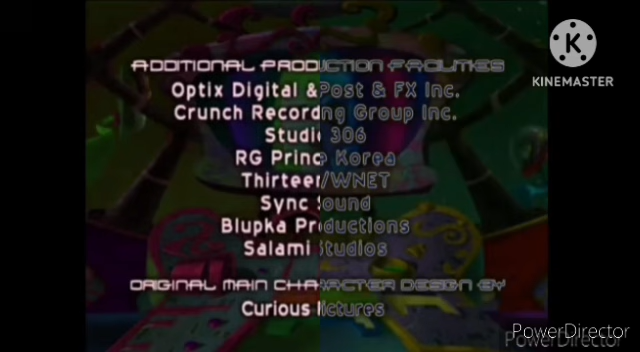 ADDITIONAL PRODUCTION FACILITIES
Optix Digital & Post & FX Inc.
Crunch Recording Group Inc.
Studio 306
RG Prince Korea
Thirteen/WNET
Sync Sound
Blupka Productions
Salami Studios
ORIGINAL MAIN CHARACTER DESIGN BY
Curious Pictures
KINEMASTER
PowerDirector
PowerDirector